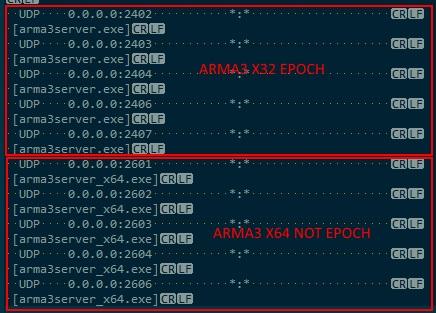 CR LF
UDP 0.0.0.0:2402 *:* CR LF
[arma3server.exe] CR LF
UDP 0.0.0.0:2403 *:* CR LF
[arma3server.exe] CR LF
ARMA3 X32 EPOCH
UDP 0.0.0.0:2404 *:* CR LF
[arma3server.exe] CR LF
UDP 0.0.0.0:2406 *:* CR LF
[arma3server.exe] CR LF
UDP 0.0.0.0:2407 *:* CR LF
[arma3server.exe] CR LF
UDP 0.0.0.0:2601 *:* CR LF
[arma3server_x64.exe] CR LF
UDP 0.0.0.0:2602 *:* CR LF
[arma3server_x64.exe] CR LF
UDP 0.0.0.0:2603 *:* CR LF
[arma3server_x64.exe] CR LF
ARMA3 X64 NOT EPOCH
UDP 0.0.0.0:2604 *:* CR LF
[arma3server_x64.exe] CR LF
UDP 0.0.0.0:2606 *:* CR LF
[arma3server_x64.exe] CR LF